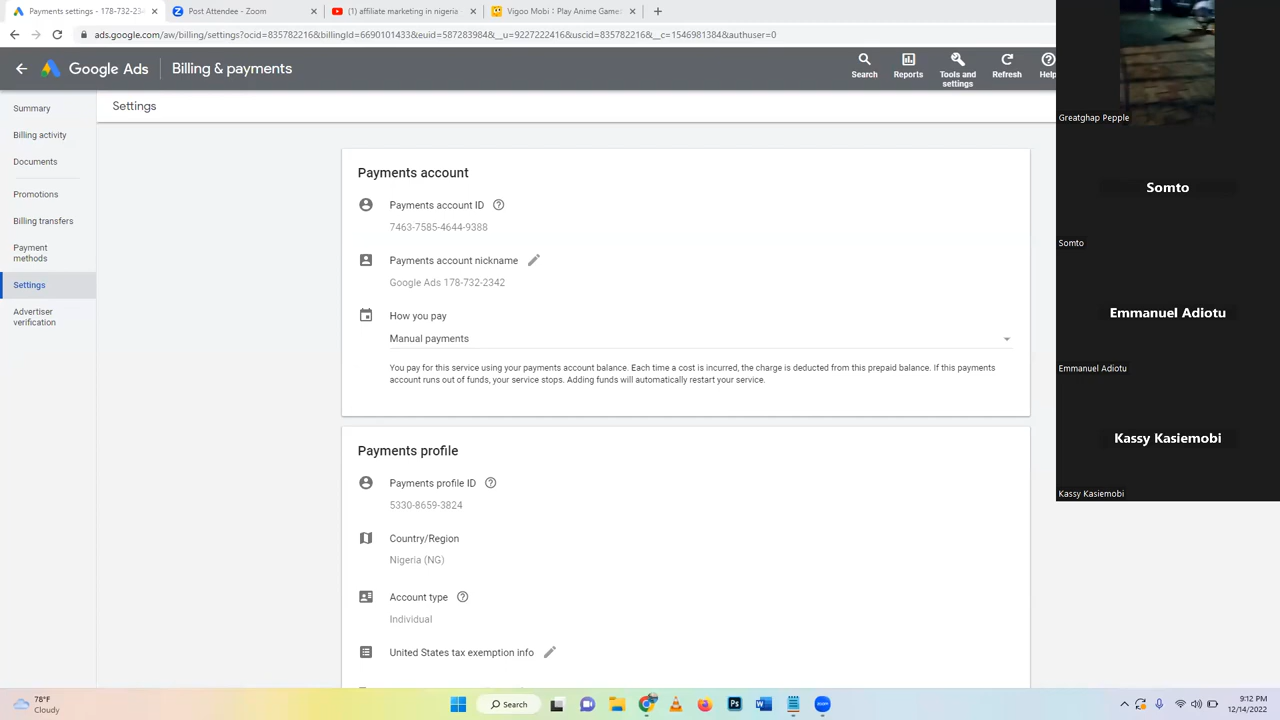 Payments settings - 178-732-234
Post Attendee - Zoom
(1) affiliate marketing in nigeria
Vigoo Mobi : Play Anime Game
ads.google.com/aw/billing/settings?ocid=835782216&billingId=6690101433&euid=587283984&__u=9227222416&uscid=835782216&__c=1546981384&authuser=0
Google Ads
Billing & payments
Search
Reports
Tools and
settings
Refresh
Help
Greatghap Pepple
Settings
Summary
Billing activity
Documents
Promotions
Billing transfers
Payment
methods
Settings
Advertiser
verification
Payments account
Payments account ID
7463-7585-4644-9388
Payments account nickname
Google Ads 178-732-2342
How you pay
Manual payments
You pay for this service using your payments account balance. Each time a cost is incurred, the charge is deducted from this prepaid balance. If this payments
account runs out of funds, your service stops. Adding funds will automatically restart your service.
Payments profile
Payments profile ID
5330-8659-3824
Country/Region
Nigeria (NG)
Account type
Individual
United States tax exemption info
Somto
Somto
Emmanuel Adiotu
Emmanuel Adiotu
Kassy Kasiemobi
Kassy Kasiemobi
78°F
Cloudy
Search
9:12 PM
12/14/2022